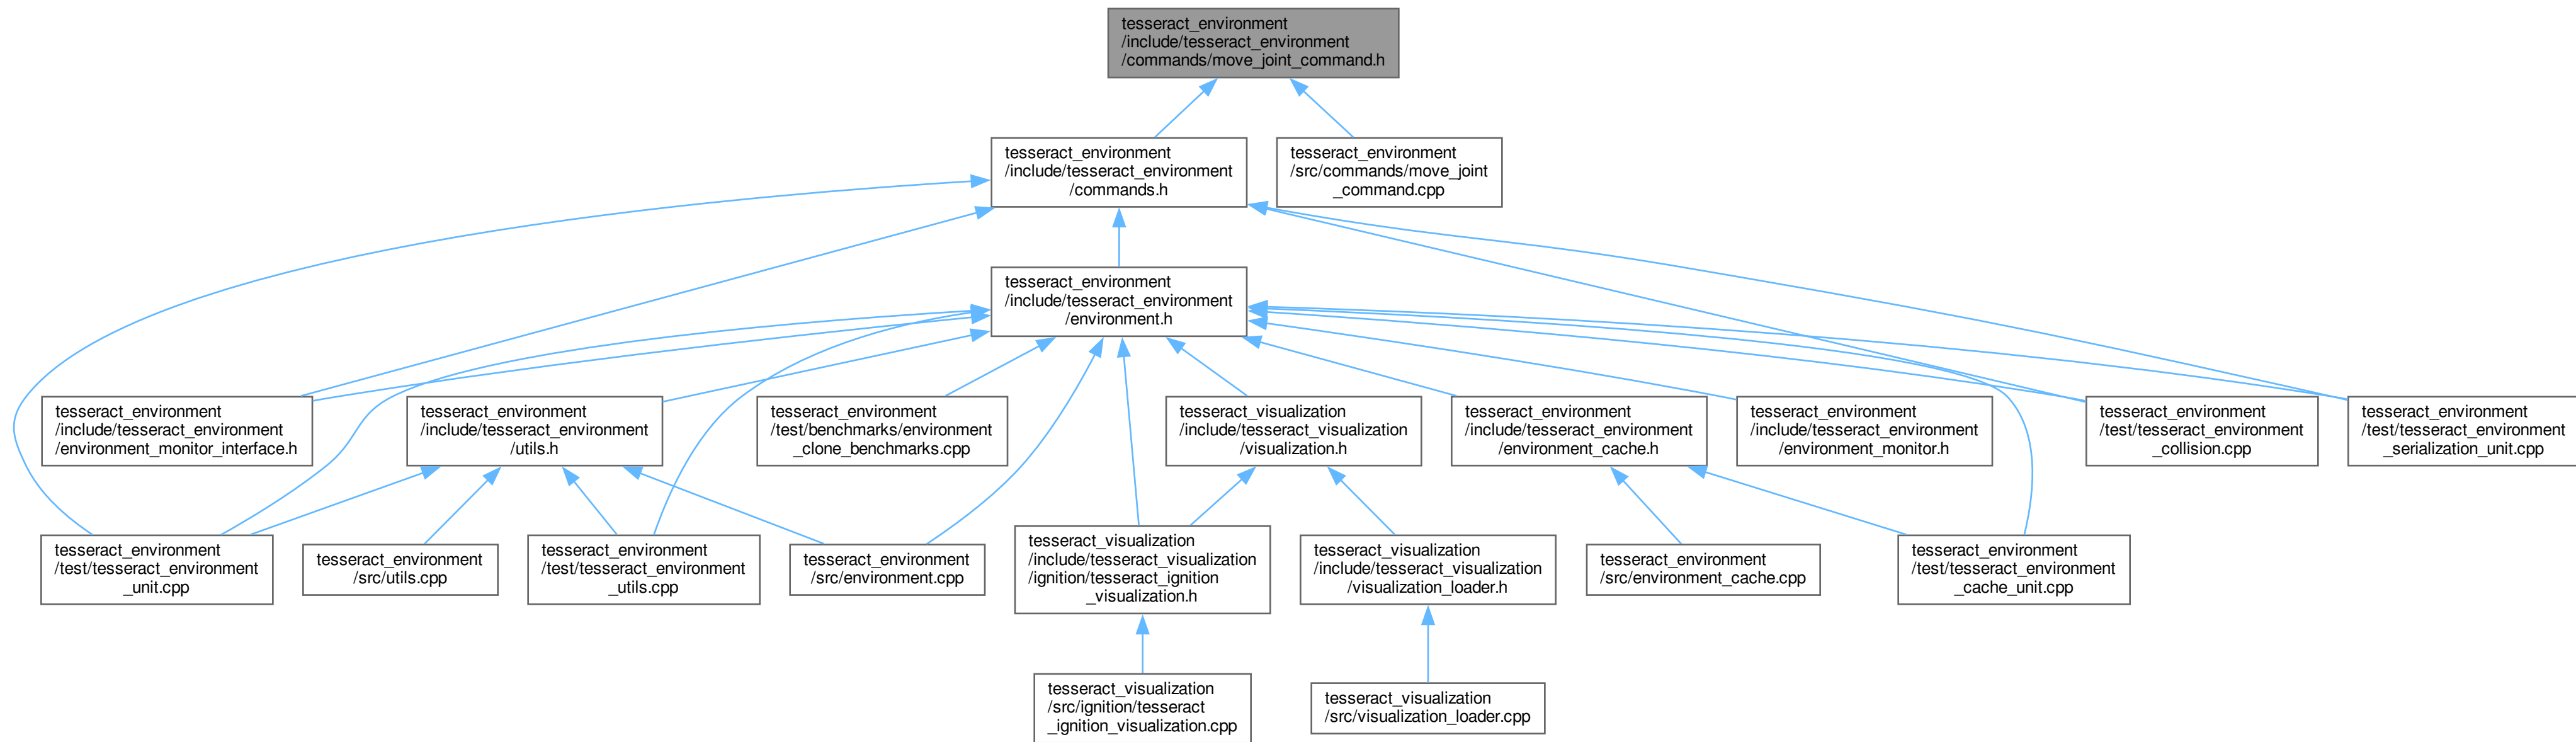 tesseract_environment
/include/tesseract_environment
/commands/move_joint_command.h
tesseract_environment
/include/tesseract_environment
/commands.h
tesseract_environment
/src/commands/move_joint
_command.cpp
tesseract_environment
/include/tesseract_environment
/environment.h
tesseract_environment
/include/tesseract_environment
/environment_monitor_interface.h
tesseract_environment
/include/tesseract_environment
/utils.h
tesseract_environment
/test/benchmarks/environment
_clone_benchmarks.cpp
tesseract_visualization
/include/tesseract_visualization
/visualization.h
tesseract_environment
/include/tesseract_environment
/environment_cache.h
tesseract_environment
/include/tesseract_environment
/environment_monitor.h
tesseract_environment
/test/tesseract_environment
_collision.cpp
tesseract_environment
/test/tesseract_environment
_serialization_unit.cpp
tesseract_environment
/test/tesseract_environment
_unit.cpp
tesseract_environment
/src/utils.cpp
tesseract_environment
/test/tesseract_environment
_utils.cpp
tesseract_environment
/src/environment.cpp
tesseract_visualization
/include/tesseract_visualization
/ignition/tesseract_ignition
_visualization.h
tesseract_visualization
/include/tesseract_visualization
/visualization_loader.h
tesseract_environment
/src/environment_cache.cpp
tesseract_environment
/test/tesseract_environment
_cache_unit.cpp
tesseract_visualization
/src/ignition/tesseract
_ignition_visualization.cpp
tesseract_visualization
/src/visualization_loader.cpp